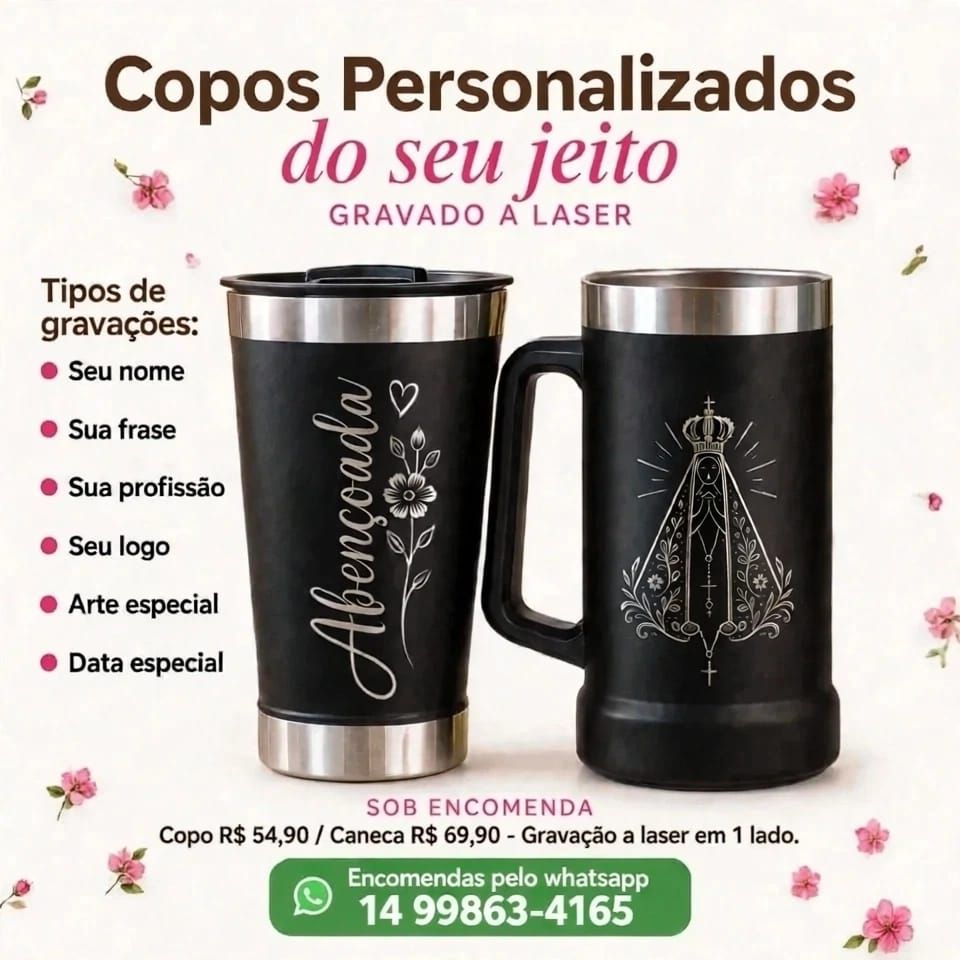 Copos Personalizados
do seu jeito
GRAVADO A LASER
Tipos de
gravações:
Seu nome
Sua frase
Sua profissão
Seu logo
Arte especial
Data especial
Abençoada
SOB ENCOMENDA
Copo R$ 54,90 / Caneca R$ 69,90 - Gravação a laser em 1 lado.
Encomendas pelo whatsapp
14 99863-4165